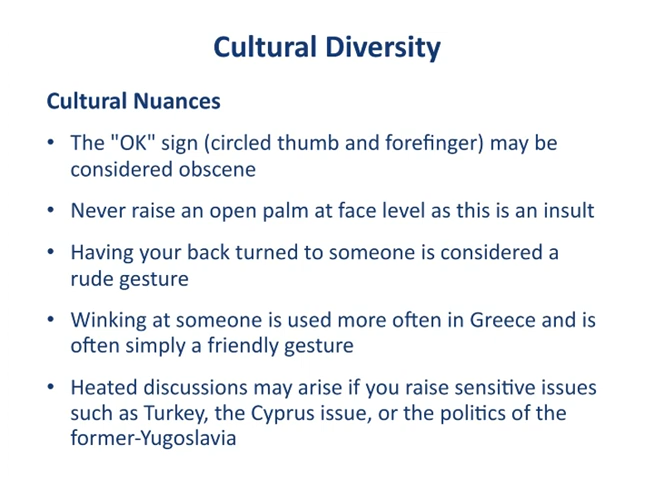 Cultural Diversity
Cultural Nuances
• The "OK" sign (circled thumb and forefinger) may be
considered obscene
• Never raise an open palm at face level as this is an insult
• Having your back turned to someone is considered a
rude gesture
• Winking at someone is used more often in Greece and is
often simply a friendly gesture
• Heated discussions may arise if you raise sensitive issues
such as Turkey, the Cyprus issue, or the politics of the
former-Yugoslavia